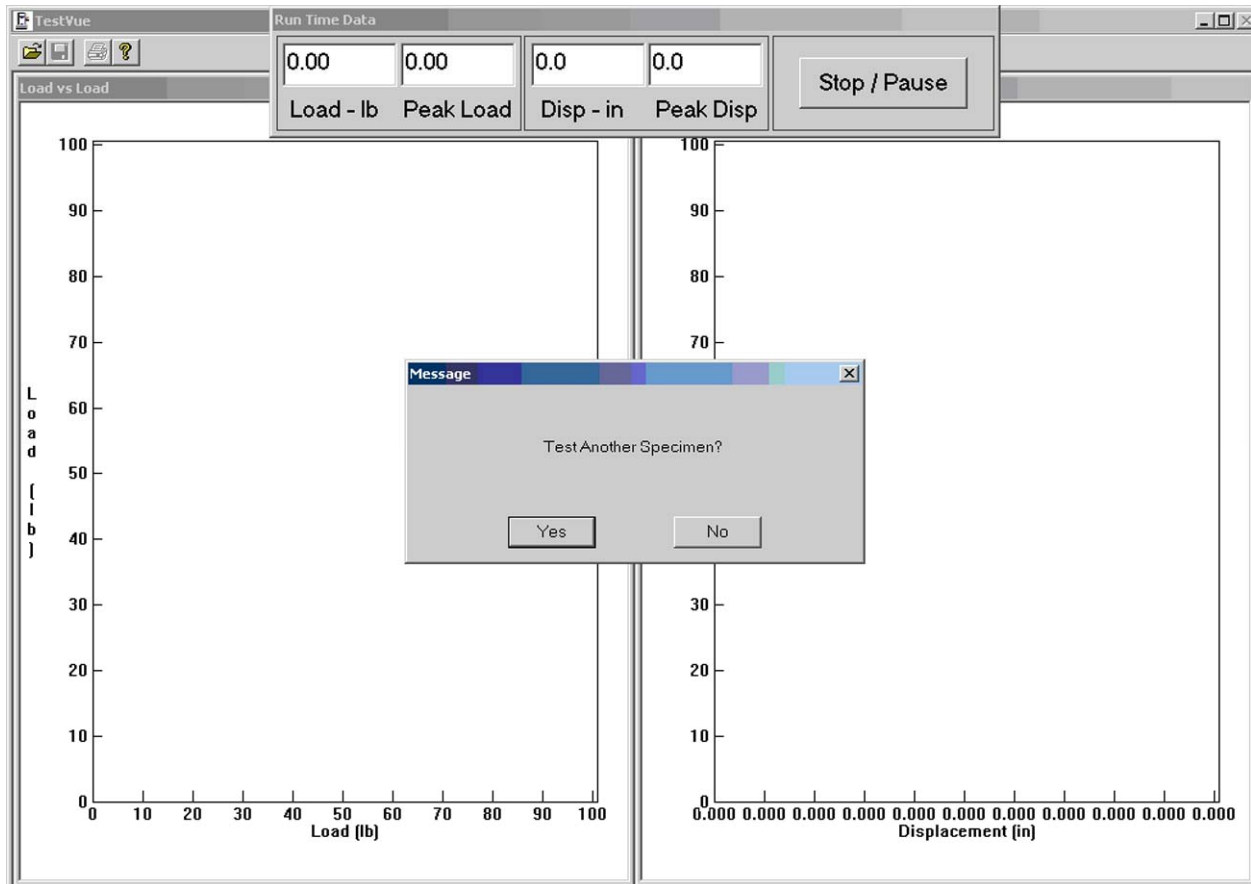 TestVue
Run Time Data
0.00 0.00 0.0 0.0
Load - lb Peak Load Disp - in Peak Disp
Stop / Pause
Load vs Load
100
90
80
70
60
50
40
30
20
10
0
Load (lb)
0 10 20 30 40 50 60 70 80 90 100
Load (lb)
100
90
80
70
30
20
10
0
0.000 0.000 0.000 0.000 0.000 0.000 0.000 0.000 0.000 0.000 0.000
Displacement (in)
Message
Test Another Specimen?
Yes No